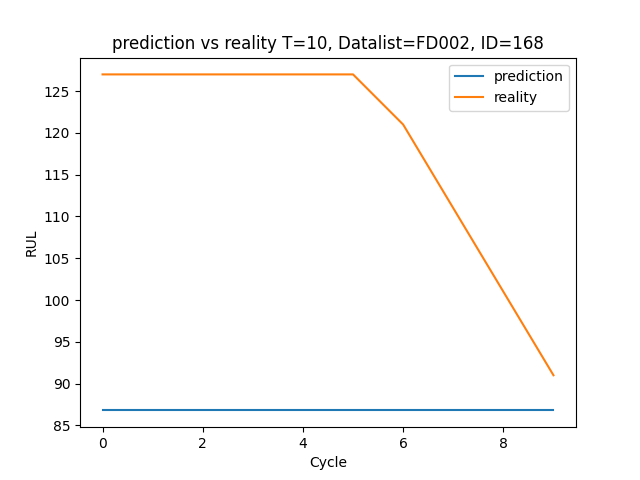 prediction vs reality T=10, Datalist=FD002, ID=168
prediction
reality
125
120
115
110
105
100
95
90
85
RUL
0 2 4 6 8
Cycle